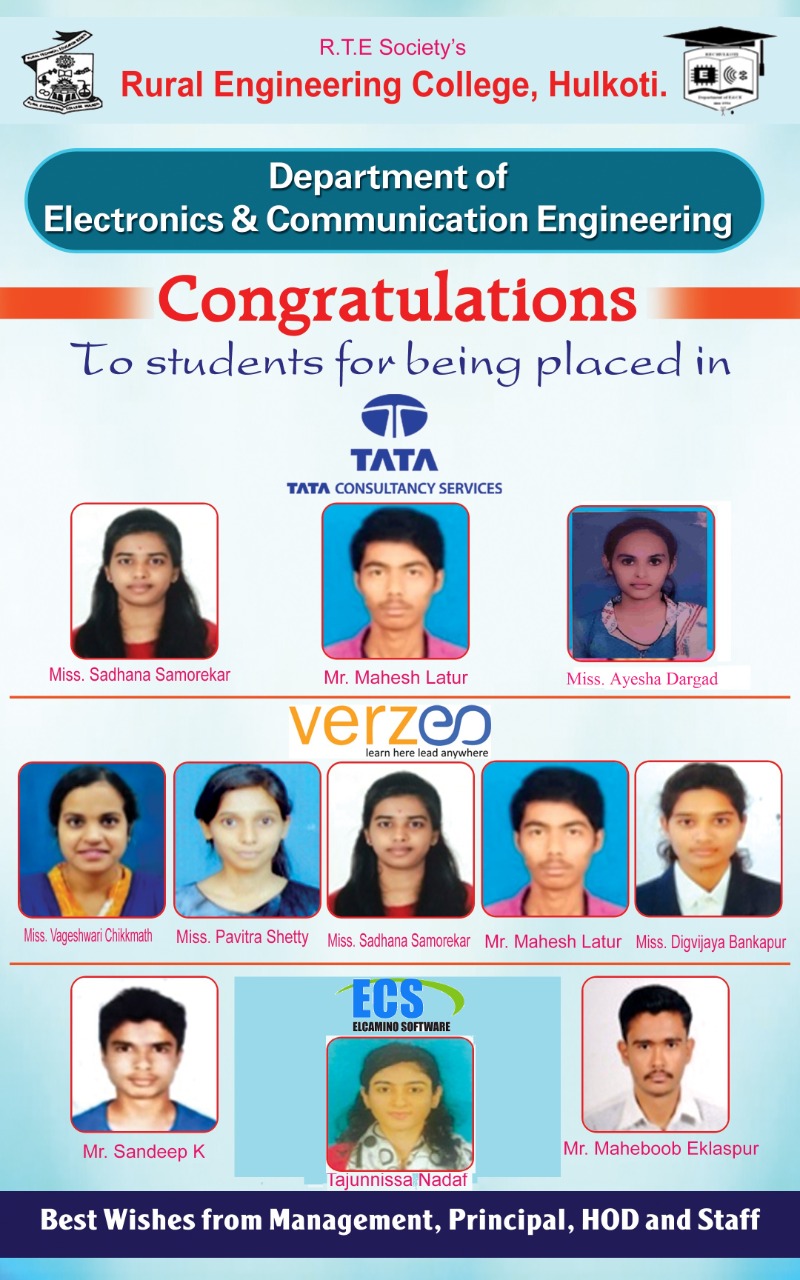 R.T.E Society's
Rural Engineering College, Hulkoti.
Department of
Electronics & Communication Engineering
Congratulations
To students for being placed in
TATA
TATA CONSULTANCY SERVICES
Miss. Sadhana Samorekar
Mr. Mahesh Latur
Miss. Ayesha Dargad
verzeo
learn here lead anywhere
Miss. Vageshwari Chikkmath
Miss. Pavitra Shetty
Miss. Sadhana Samorekar
Mr. Mahesh Latur
Miss. Digvijaya Bankapur
ECS
ELCAMINO SOFTWARE
Mr. Sandeep K
Tajunnissa Nadaf
Mr. Maheboob Eklaspur
Best Wishes from Management, Principal, HOD and Staff